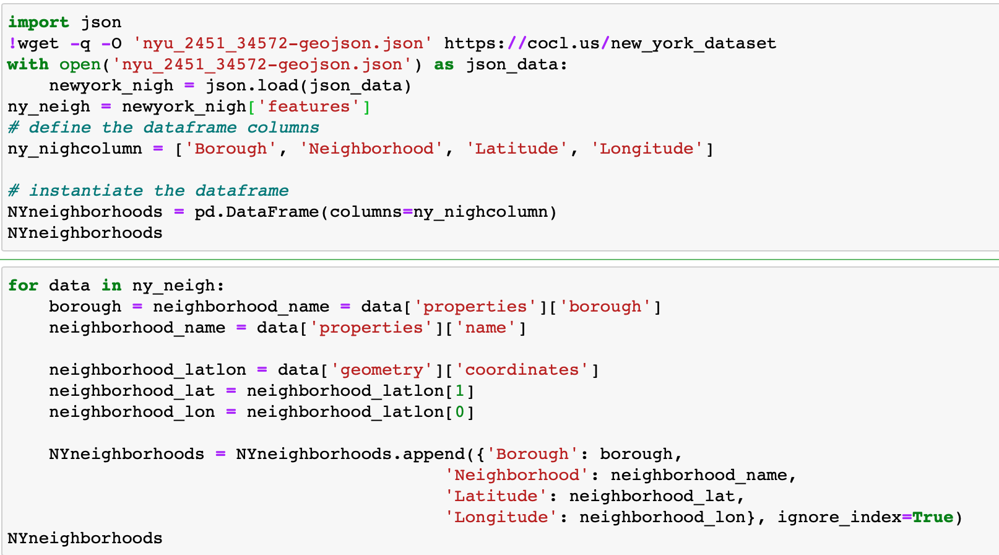 import json
!wget -q -O 'nyu_2451_34572-geojson.json' https://cocl.us/new_york_dataset
with open('nyu_2451_34572-geojson.json') as json_data:
    newyork_nigh = json.load(json_data)
ny_neigh = newyork_nigh['features']
# define the dataframe columns
ny_nighcolumn = ['Borough', 'Neighborhood', 'Latitude', 'Longitude']

# instantiate the dataframe
NYneighborhoods = pd.DataFrame(columns=ny_nighcolumn)
NYneighborhoods
for data in ny_neigh:
    borough = neighborhood_name = data['properties']['borough']
    neighborhood_name = data['properties']['name']

    neighborhood_latlon = data['geometry']['coordinates']
    neighborhood_lat = neighborhood_latlon[1]
    neighborhood_lon = neighborhood_latlon[0]

    NYneighborhoods = NYneighborhoods.append({'Borough': borough,
                                          'Neighborhood': neighborhood_name,
                                          'Latitude': neighborhood_lat,
                                          'Longitude': neighborhood_lon}, ignore_index=True)
NYneighborhoods